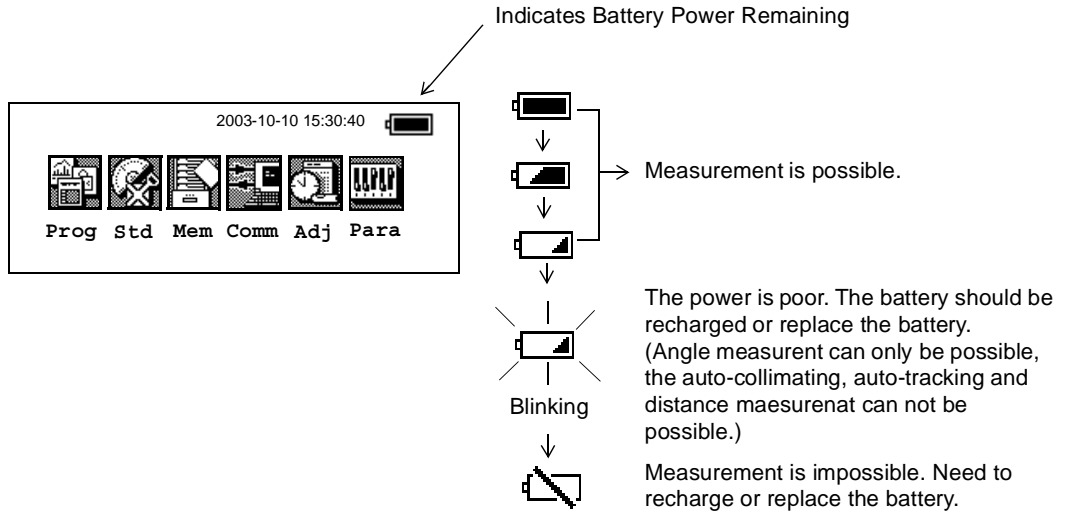 Indicates Battery Power Remaining
2003-10-10 15:30:40
Prog Std Mem Comm Adj Para
Measurement is possible.
The power is poor. The battery should be
recharged or replace the battery.
(Angle measurent can only be possible,
the auto-collimating, auto-tracking and
distance maesurenat can not be
possible.)
Blinking
Measurement is impossible. Need to
recharge or replace the battery.